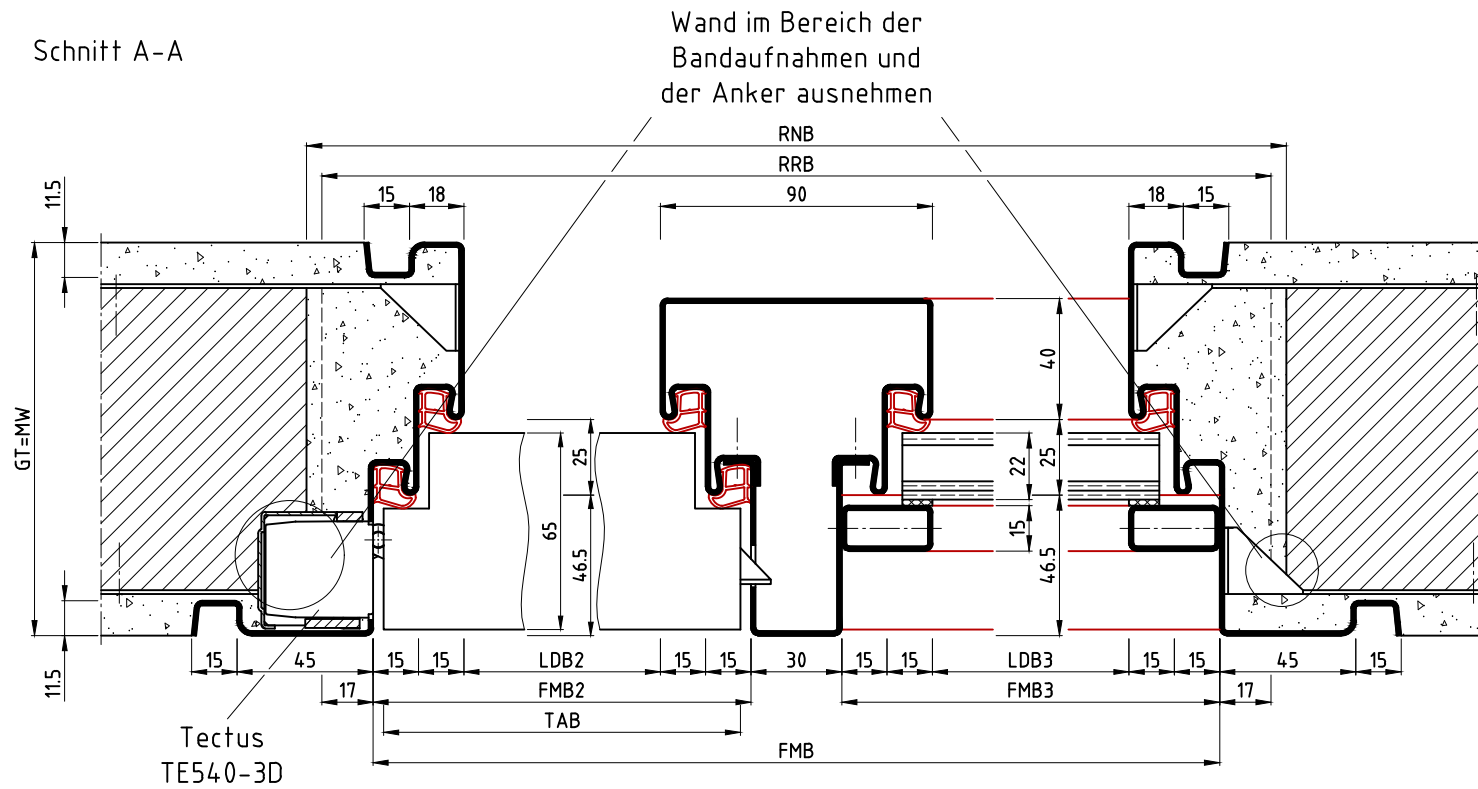 Schnitt A-A
Wand im Bereich der
Bandaufnahmen und
der Anker ausnehmen
RNB
RRB
11.5
15
18
90
18
15
GT=MW
40
25
22
25
65
46.5
15
46.5
11.5
15
45
15
15
LDB2
15
15
30
15
15
LDB3
15
15
45
15
17
FMB2
FMB3
17
TAB
FMB
Tectus
TE540-3D